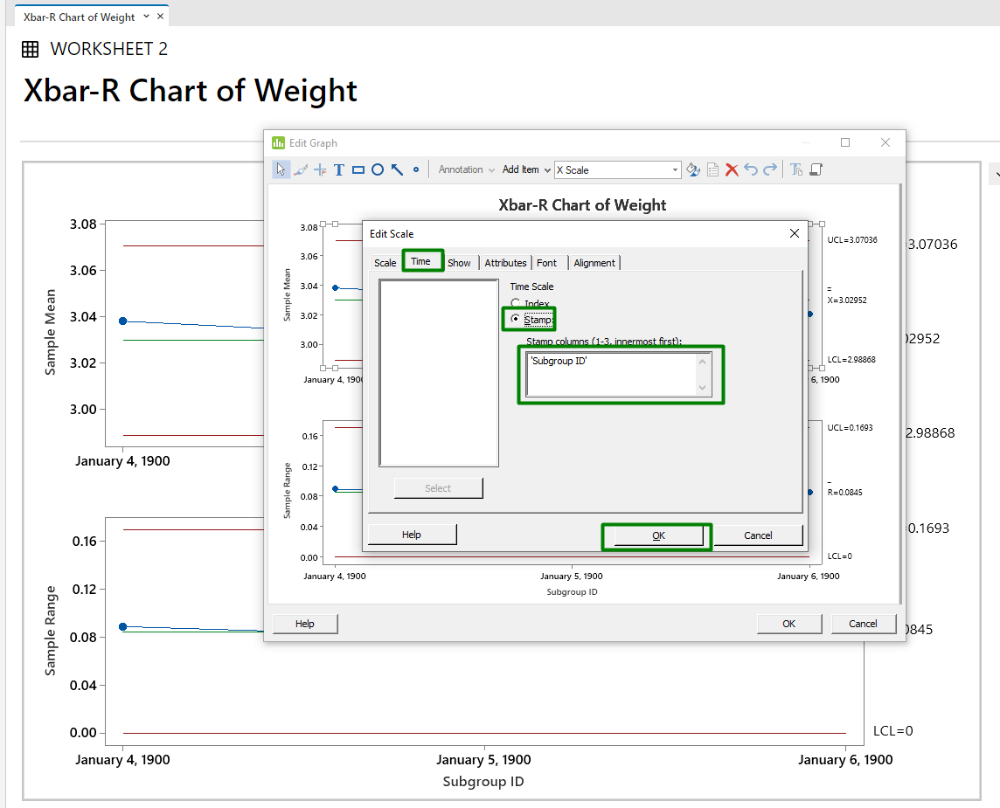 Xbar-R Chart of Weight
WORKSHEET 2
Xbar-R Chart of Weight
Edit Graph
T
Annotation
Add Item
X Scale
Xbar-R Chart of Weight
Edit Scale
Scale
Time
Show
Attributes
Font
Alignment
Time Scale
Index
Stamp:
Stamp columns (1-3, innermost first):
'Subgroup ID'
Select
Help
OK
Cancel
3.08
3.06
3.04
3.02
3.00
Sample Mean
January 4, 1900
6, 1900
UCL=3.07036
=
X=3.02952
LCL=2.98868
0.16
0.12
0.08
0.04
0.00
Sample Range
UCL=0.1693
–
R=0.0845
LCL=0
January 4, 1900
January 5, 1900
January 6, 1900
Subgroup ID
Help
OK
Cancel
3.08
3.06
3.04
3.02
3.00
Sample Mean
January 4, 1900
=3.07036
02952
2.98868
0.16
0.12
0.08
0.04
0.00
Sample Range
=0.1693
0845
LCL=0
January 4, 1900
January 5, 1900
January 6, 1900
Subgroup ID